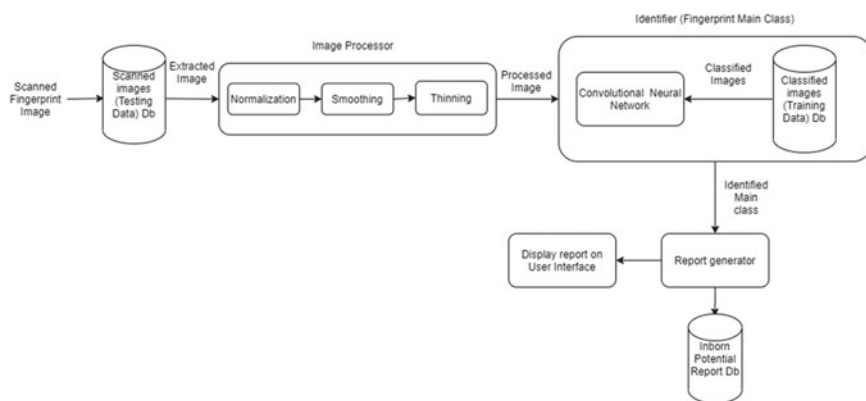 Identifier (Fingerprint Main Class)
Image Processor
Scanned
Fingerprint
Image
Scanned
images
(Testing
Data) Db
Extracted
Image
Normalization
Smoothing
Thinning
Processed
Image
Convolutional Neural
Network
Classified
Images
Classified
images
(Training
Data) Db
Identified
Main
class
Display report on
User Interface
Report generator
Inborn
Potential
Report Db